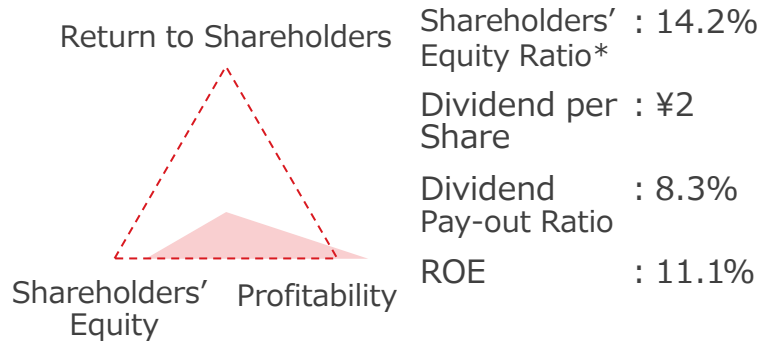 Return to Shareholders
Shareholders’
Equity
Profitability
Shareholders’ : 14.2%
Equity Ratio*
Dividend per : ¥2
Share
Dividend : 8.3%
Pay-out Ratio
ROE : 11.1%